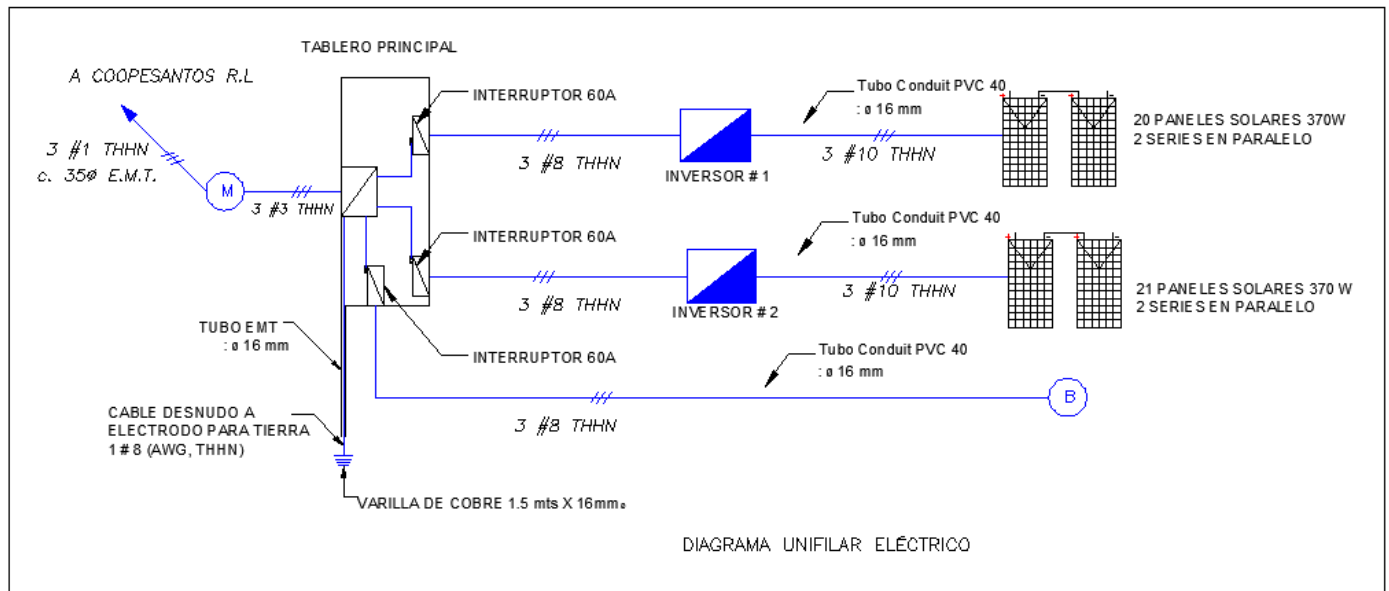 TABLERO PRINCIPAL
A COOPESANTOS R.L
3 #1 THHN
c. 35ø E.M.T.
M
3 #3 THHN
INTERRUPTOR 60A
3 #8 THHN
INVERSOR # 1
Tubo Conduit PVC 40
: ø 16 mm
3 #10 THHN
20 PANELES SOLARES 370W
2 SERIES EN PARALELO
INTERRUPTOR 60A
3 #8 THHN
INVERSOR # 2
Tubo Conduit PVC 40
: ø 16 mm
3 #10 THHN
21 PANELES SOLARES 370 W
2 SERIES EN PARALELO
TUBO EMT
: ø 16 mm
INTERRUPTOR 60A
Tubo Conduit PVC 40
: ø 16 mm
3 #8 THHN
B
CABLE DESNUDO A
ELECTRODO PARA TIERRA
1 # 8 (AWG, THHN)
VARILLA DE COBRE 1.5 mts X 16mmø
DIAGRAMA UNIFILAR ELÉCTRICO